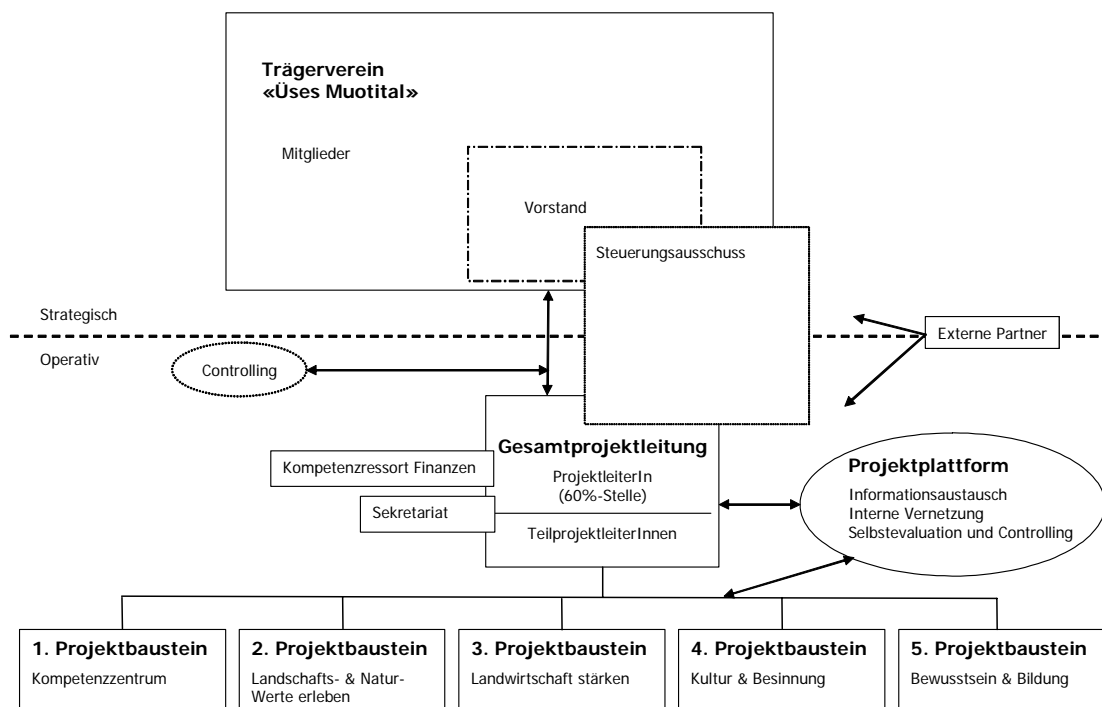 Trägerverein
«Üses Muotital»
Mitglieder
Vorstand
Steuerungsausschuss
Strategisch
Operativ
Externe Partner
Controlling
Gesamtprojektleitung
ProjektleiterIn
(60%-Stelle)
TeilprojektleiterInnen
Kompetenzressort Finanzen
Sekretariat
Projektplattform
Informationsaustausch
Interne Vernetzung
Selbstevaluation und Controlling
1. Projektbaustein
Kompetenzzentrum
2. Projektbaustein
Landschafts- & Natur-
Werte erleben
3. Projektbaustein
Landwirtschaft stärken
4. Projektbaustein
Kultur & Besinnung
5. Projektbaustein
Bewusstsein & Bildung